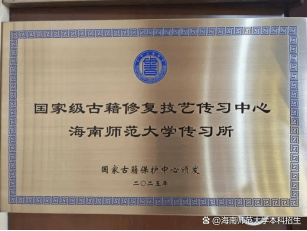 国家级古籍修复技艺传习中心
海南师范大学传习所
国家古籍保护中心颁发
二〇二五年
@海南师范大学本科招生